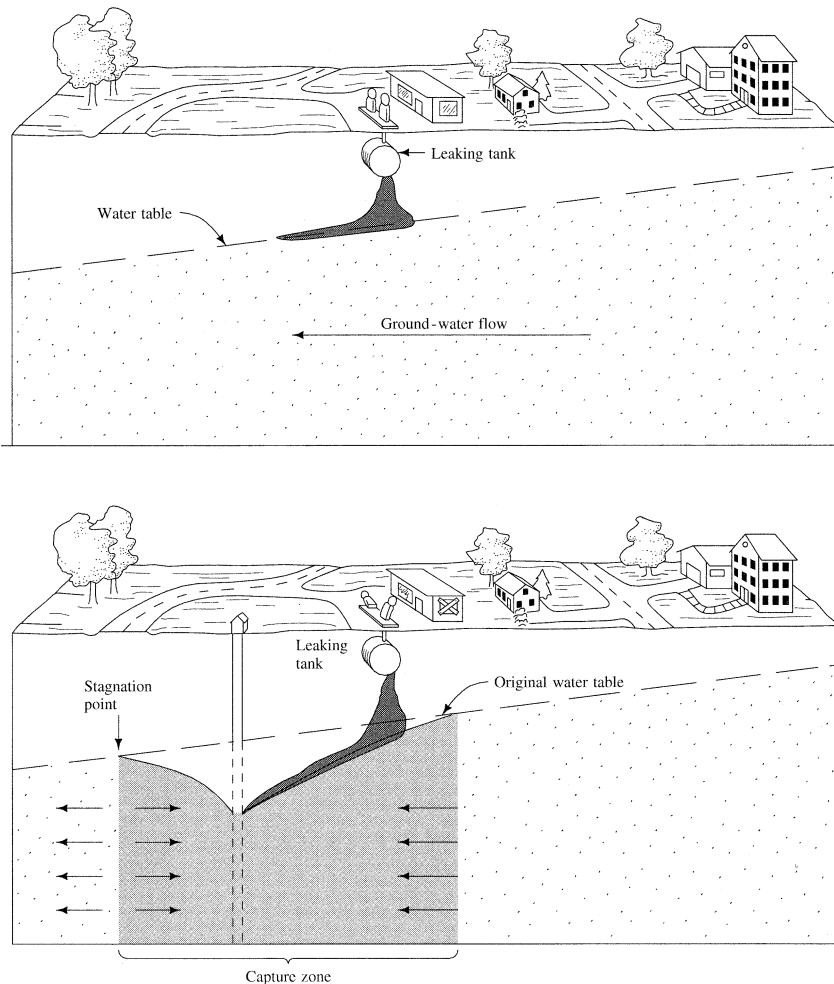 Leaking tank
Water table
Ground-water flow
Leaking
tank
Stagnation
point
Original water table
Capture zone